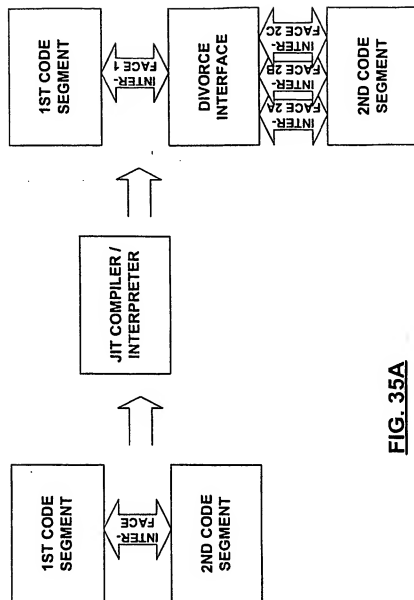 1ST CODE
SEGMENT
INTER-
FACE
2ND CODE
SEGMENT
JIT COMPILER /
INTERPRETER
1ST CODE
SEGMENT
INTER-
FACE 1
DIVORCE
INTERFACE
INTER-
FACE 2A
INTER-
FACE 2B
INTER-
FACE 2C
2ND CODE
SEGMENT
FIG. 35A